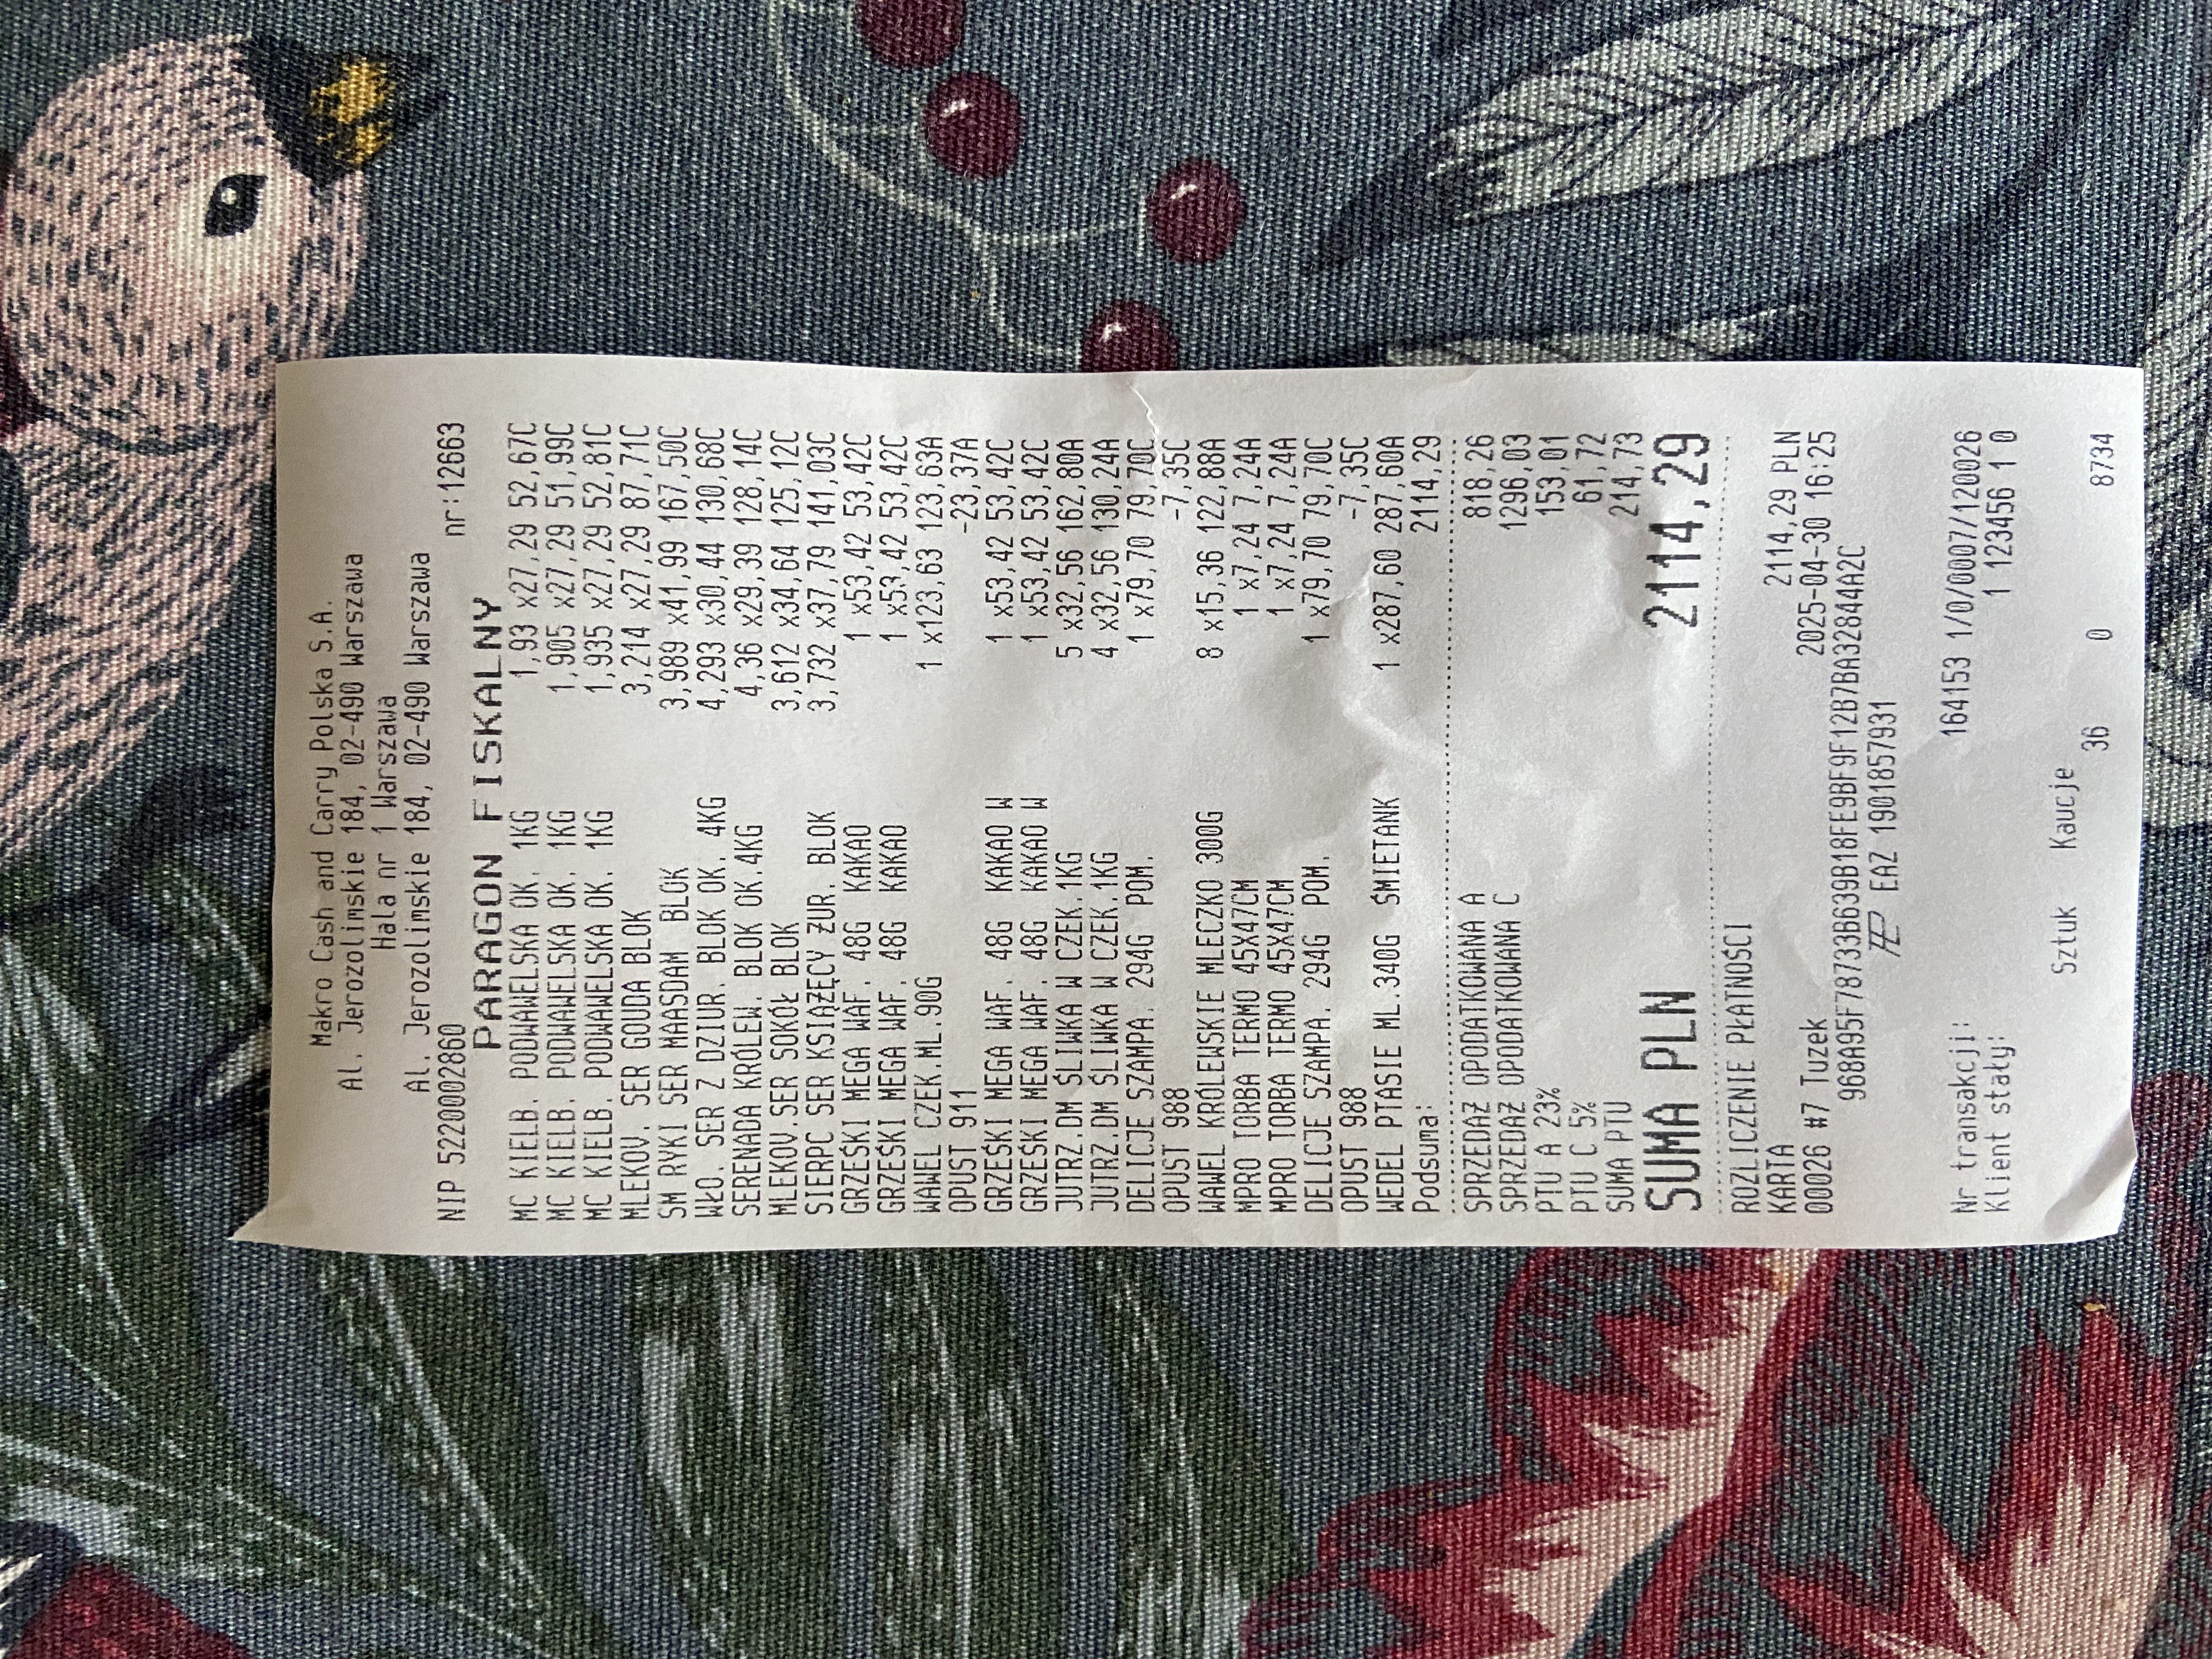 Makro Cash and Carry Polska S.A.
Al. Jerozolimskie 184, 02-490 Warszawa
Hala nr 1 Warszawa
Al. Jerozolimskie 184, 02-490 Warszawa
NIP 5220002860 nr:12663
PARAGON FISKALNY
MC KIEŁB. PODWAWELSKA OK. 1KG 1,93 x27,29 52,67C
MC KIEŁB. PODWAWELSKA OK. 1KG 1,905 x27,29 51,99C
MC KIEŁB. PODWAWELSKA OK. 1KG 1,935 x27,29 52,81C
MLEKOV. SER GOUDA BLOK 3,214 x27,29 87,71C
SM RYKI SER MAASDAM BLOK 3,989 x41,99 167,50C
WŁO. SER Z DZIUR. BLOK OK. 4KG 4,293 x30,44 130,68C
SERENADA KRÓLEW. BLOK OK.4KG 4,36 x29,39 128,14C
MLEKOV.SER SOKÓŁ BLOK 3,612 x34,64 125,12C
SIERPC SER KSIĄŻĘCY ŻUR. BLOK 3,732 x37,79 141,03C
GRZEŚKI MEGA WAF. 48G KAKAO 1 x53,42 53,42C
GRZEŚKI MEGA WAF. 48G KAKAO 1 x53,42 53,42C
WAWEL CZEK.ML.90G 1 x123,63 123,63A
OPUST 911 -23,37A
GRZEŚKI MEGA WAF. 48G KAKAO W 1 x53,42 53,42C
GRZEŚKI MEGA WAF. 48G KAKAO W 1 x53,42 53,42C
JUTRZ.DM ŚLIWKA W CZEK.1KG 5 x32,56 162,80A
JUTRZ.DM ŚLIWKA W CZEK.1KG 4 x32,56 130,24A
DELICJE SZAMPA. 294G POM. 1 x79,70 79,70C
OPUST 988 -7,35C
WAWEL KRÓLEWSKIE MLECZKO 300G 8 x15,36 122,88A
MPRO TORBA TERMO 45X47CM 1 x7,24 7,24A
MPRO TORBA TERMO 45X47CM 1 x7,24 7,24A
DELICJE SZAMPA. 294G POM. 1 x79,70 79,70C
OPUST 988 -7,35C
WEDEL PTASIE ML.340G ŚMIETANK 1 x287,60 287,60A
Podsuma: 2114,29
SPRZEDAŻ OPODATKOWANA A 818,26
SPRZEDAŻ OPODATKOWANA C 1296,03
PTU A 23% 153,01
PTU C 5% 61,72
SUMA PTU 214,73
SUMA PLN 2114,29
ROZLICZENIE PŁATNOŚCI
KARTA 2114,29 PLN
00026 #7 Tuzek 2025-04-30 16:25
968A95F78733B639B18FE9BF9F12B7BA32844A2C
EAZ 1901857931
Nr transakcji: 164153 1/0/0007/120026
Klient stały: 1 123456 1 0
Sztuk Kaucje
36 0 8734